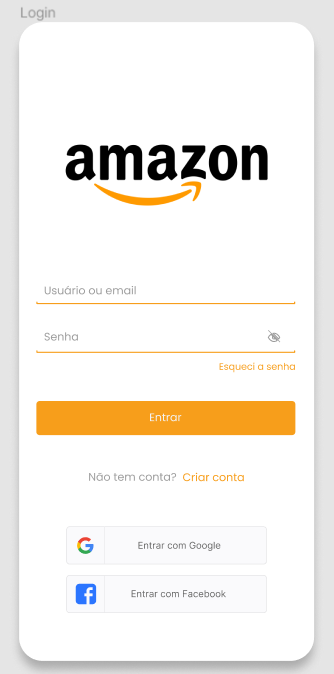 Login
amazon
Usuário ou email
Senha
Esqueci a senha
Entrar
Não tem conta? Criar conta
Entrar com Google
Entrar com Facebook